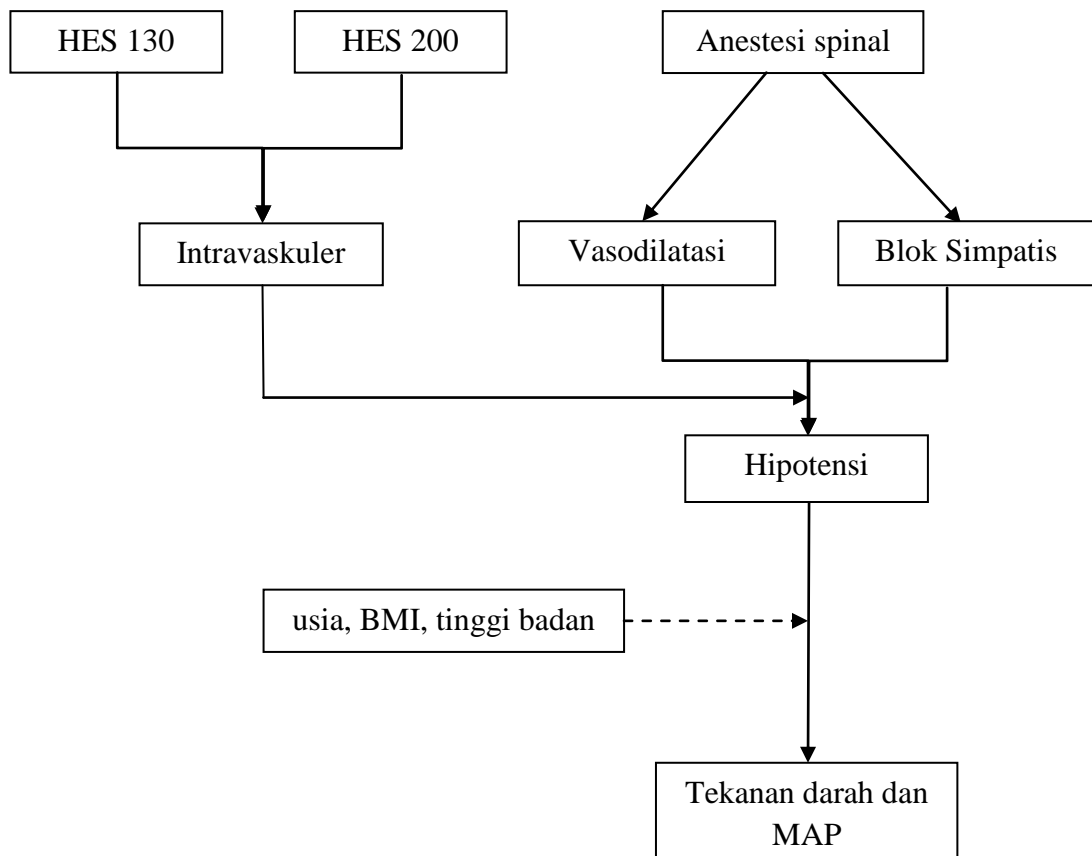 HES 130
HES 200
Anestesi spinal
Intravaskuler
Vasodilatasi
Blok Simpatis
Hipotensi
usia, BMI, tinggi badan
Tekanan darah dan
MAP